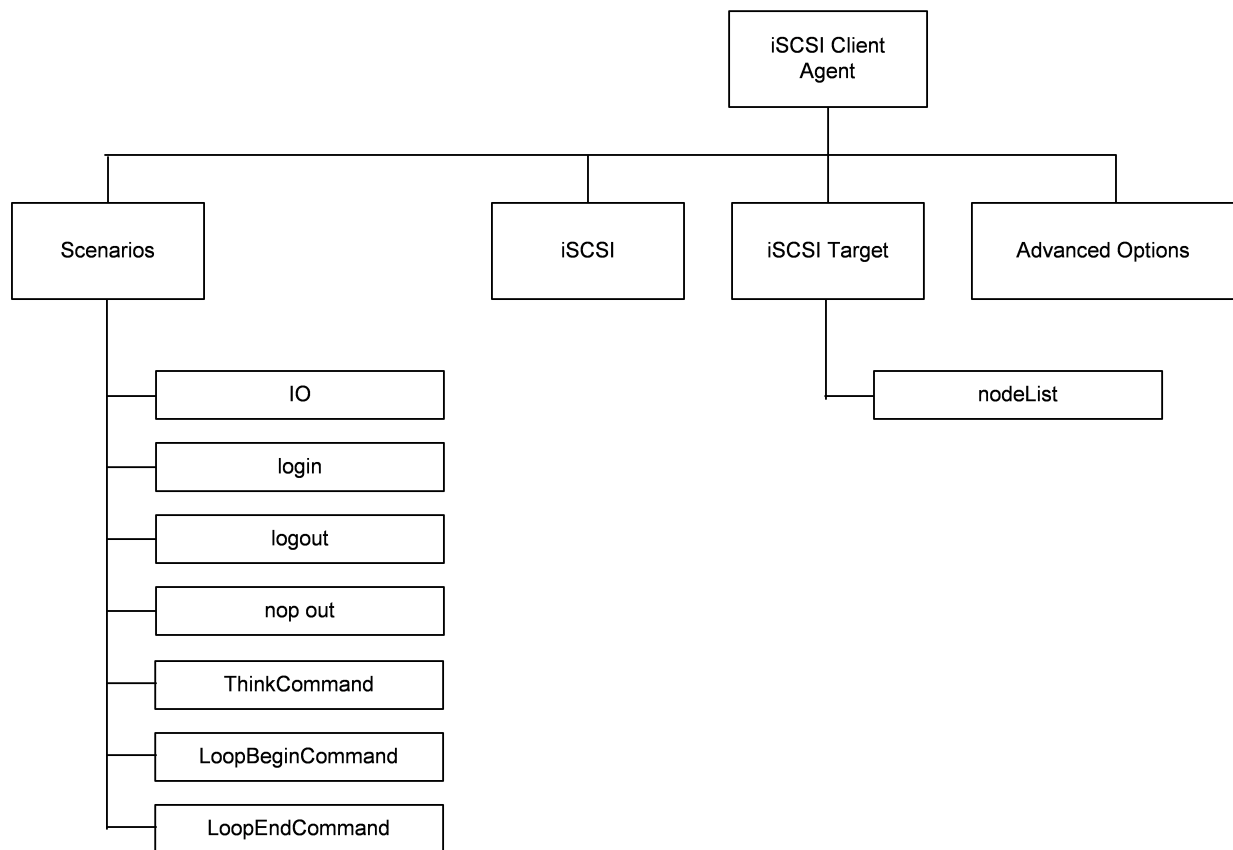 iSCSI Client
Agent
Scenarios
iSCSI
iSCSI Target
Advanced Options
IO
nodeList
login
logout
nop out
ThinkCommand
LoopBeginCommand
LoopEndCommand